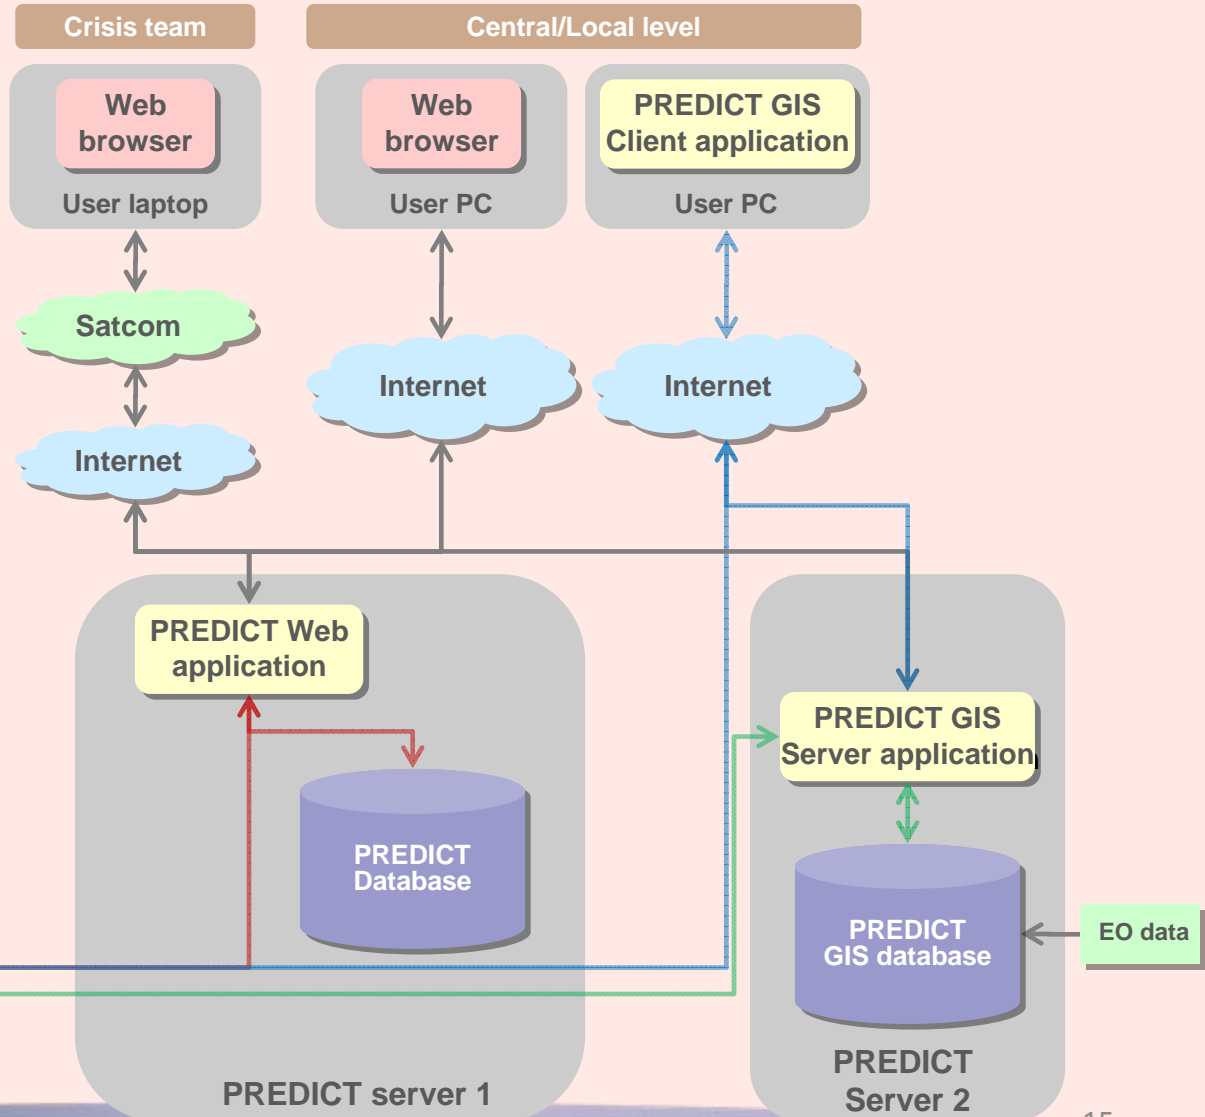 Crisis team
Central/Local level
Web
browser
User laptop
Web
browser
User PC
PREDICT GIS
Client application
User PC
Satcom
Internet
Internet
Internet
PREDICT Web
application
PREDICT
Database
PREDICT server 1
PREDICT GIS
Server application
PREDICT
GIS database
EO data
PREDICT
Server 2
15